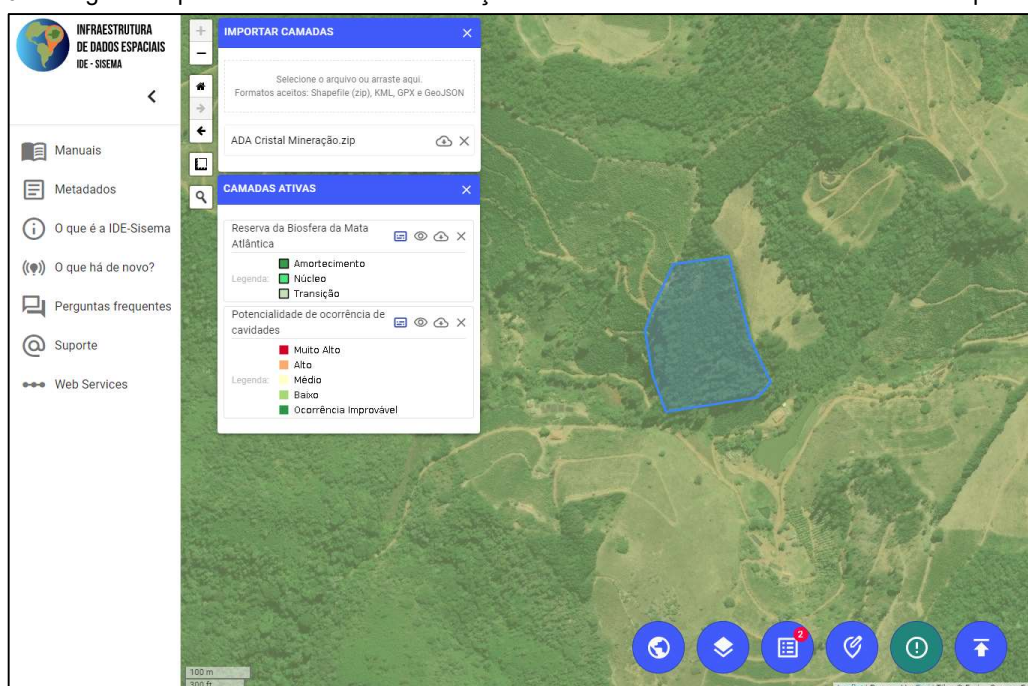 INFRAESTRUTURA
DE DADOS ESPACIAIS
IDE - SISEMA
Manuais
Metadados
O que é a IDE-Sisema
O que há de novo?
Perguntas frequentes
Suporte
Web Services
IMPORTAR CAMADAS
Selecione o arquivo ou arraste aqui.
Formatos aceitos: Shapefile (zip), KML, GPX e GeoJSON
ADA Cristal Mineração.zip
CAMADAS ATIVAS
Reserva da Biosfera da Mata
Atlântica
Legenda:
Amortecimento
Núcleo
Transição
Potencialidade de ocorrência de
cavidades
Legenda:
Muito Alto
Alto
Médio
Baixo
Ocorrência Improvável
2
100 m
300 ft